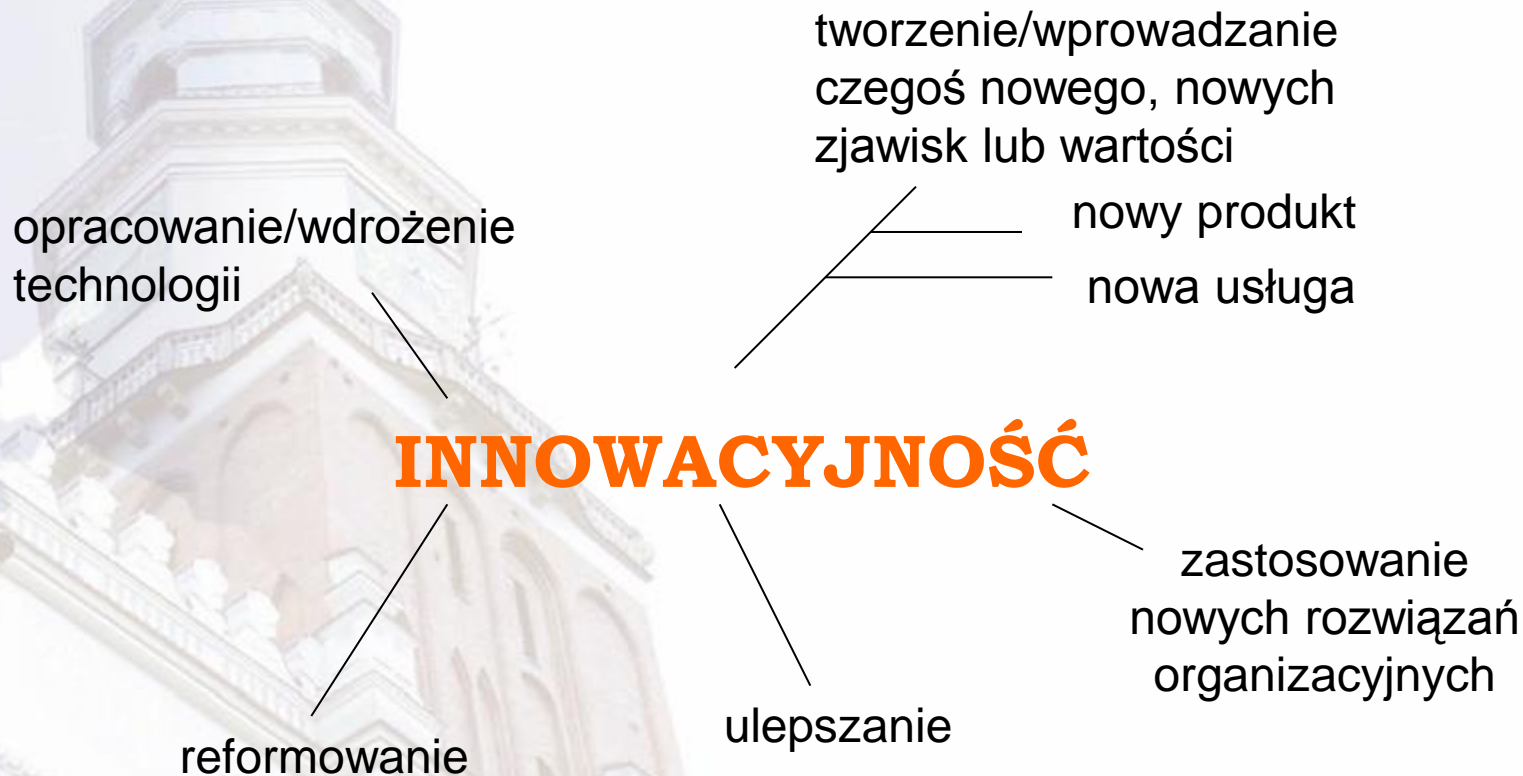 tworzenie/wprowadzanie
czegoś nowego, nowych
zjawisk lub wartości
nowy produkt
nowa usługa
opracowanie/wdrożenie
technologii
INNOWACYJNOŚĆ
zastosowanie
nowych rozwiązań
organizacyjnych
ulepszanie
reformowanie